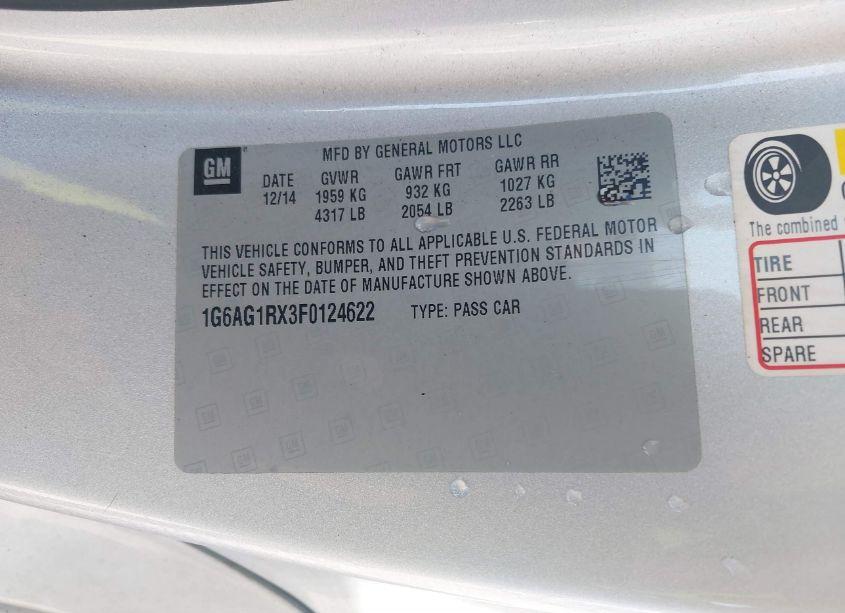 GM
MFD BY GENERAL MOTORS LLC
DATE GVWR GAWR FRT GAWR RR
12/14 1959 KG 932 KG 1027 KG
4317 LB 2054 LB 2263 LB
THIS VEHICLE CONFORMS TO ALL APPLICABLE U.S. FEDERAL MOTOR
VEHICLE SAFETY, BUMPER, AND THEFT PREVENTION STANDARDS IN
EFFECT ON THE DATE OF MANUFACTURE SHOWN ABOVE.
1G6AG1RX3F0124622 TYPE: PASS CAR
The combined
TIRE
FRONT
REAR
SPARE